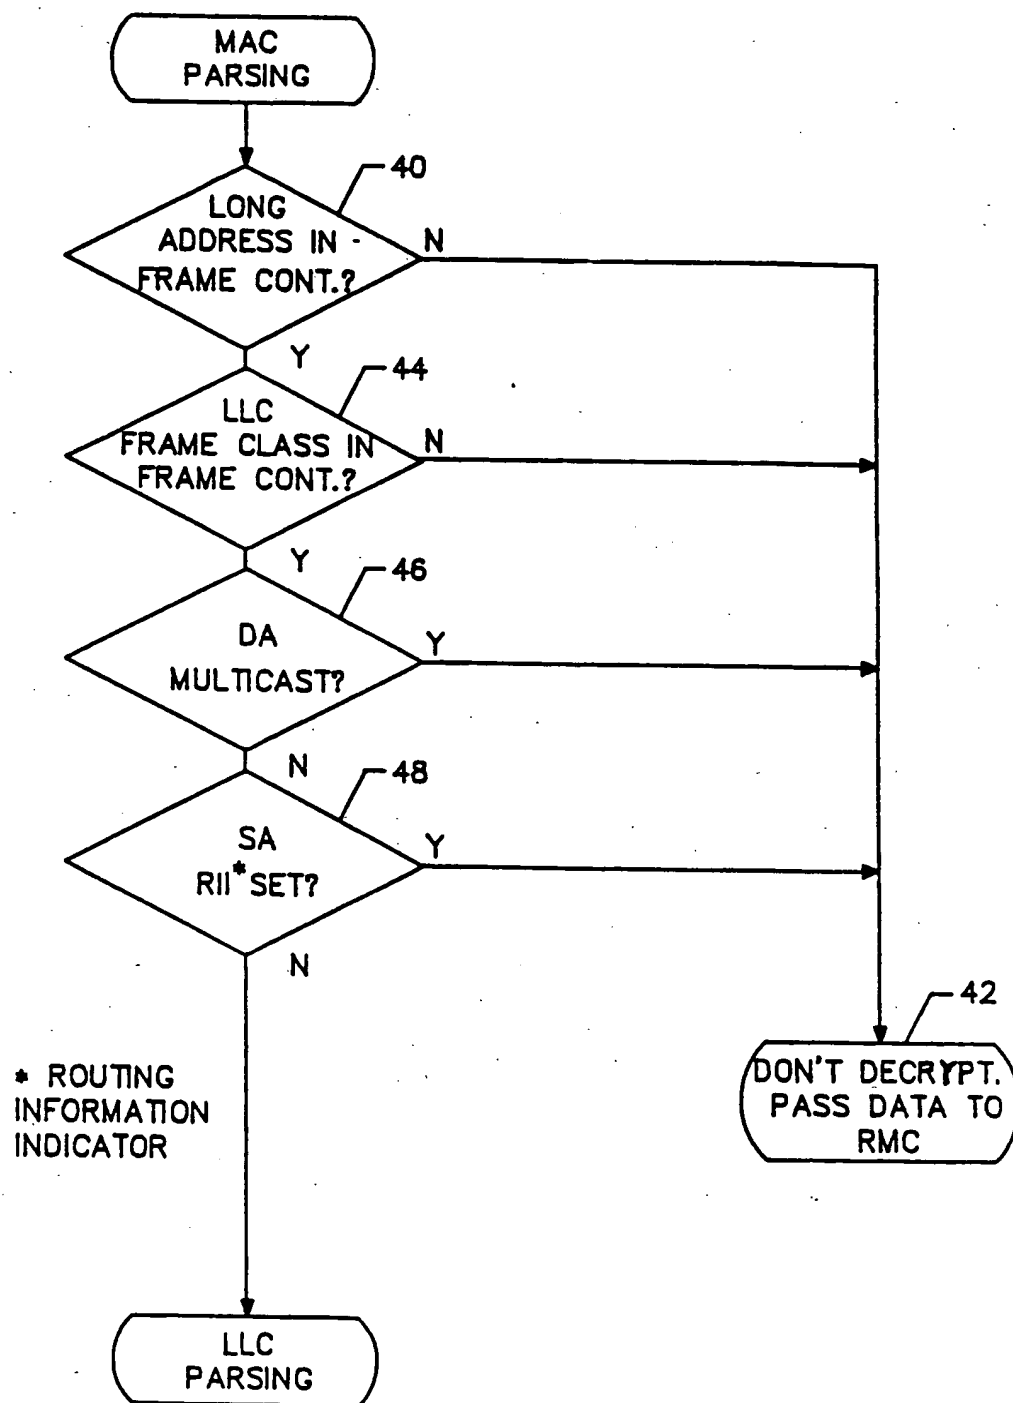 MAC
PARSING
40
LONG
ADDRESS IN
FRAME CONT.?
N
Y
44
LLC
FRAME CLASS IN
FRAME CONT.?
N
Y
46
DA
MULTICAST?
Y
N
48
SA
RII* SET?
Y
N
42
DON'T DECRYPT.
PASS DATA TO
RMC
* ROUTING
INFORMATION
INDICATOR
LLC
PARSING